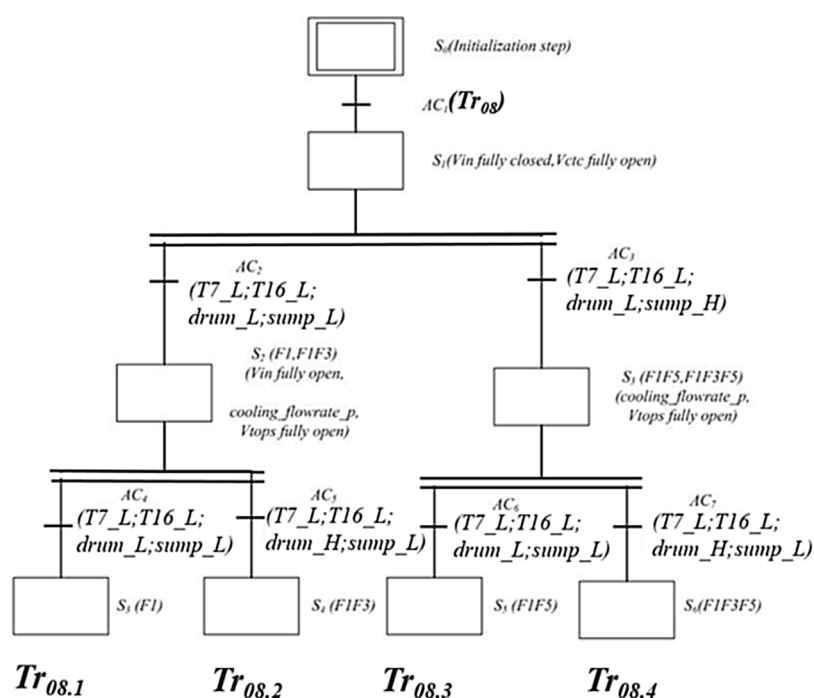 S₀(Initialization step)
AC₁(Tr₀₈)
S₁(Vin fully closed,Vctc fully open)
AC₂
(T7_L;T16_L;
drum_L;sump_L)
AC₃
(T7_L;T16_L;
drum_L;sump_H)
S₂ (F1,F1F3)
(Vin fully open,
cooling_flowrate_p,
Vtops fully open)
S₃ (F1F5,F1F3F5)
(cooling_flowrate_p,
Vtops fully open)
AC₄
(T7_L;T16_L;
drum_L;sump_L)
AC₅
(T7_L;T16_L;
drum_H;sump_L)
AC₆
(T7_L;T16_L;
drum_L;sump_L)
AC₇
(T7_L;T16_L;
drum_H;sump_L)
S₃ (F1)
S₄ (F1F3)
S₅ (F1F5)
S₆(F1F3F5)
Tr₀₈.₁
Tr₀₈.₂
Tr₀₈.₃
Tr₀₈.₄